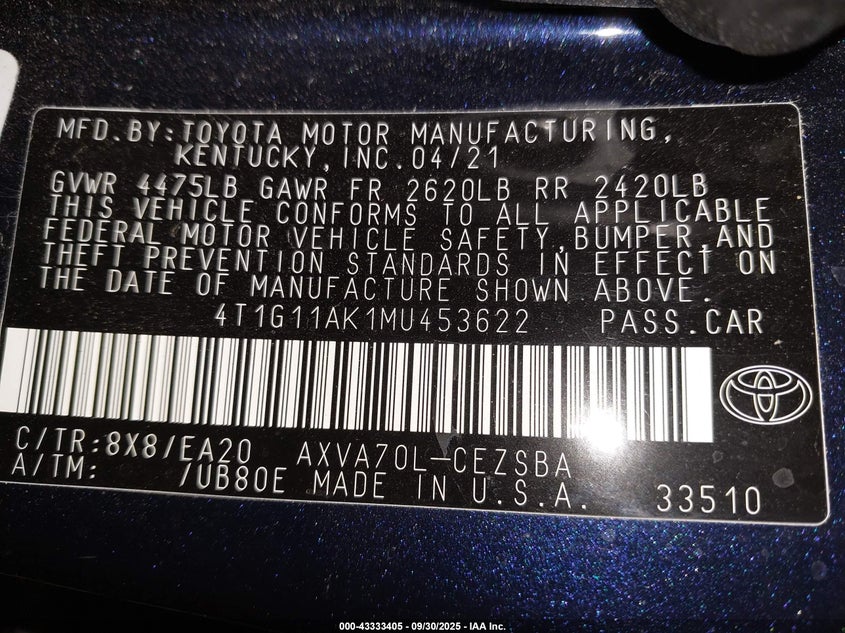 MFD.BY:TOYOTA MOTOR MANUFACTURING,
KENTUCKY,INC.04/21
GVWR 4475LB GAWR FR 2620LB RR 2420LB
THIS VEHICLE CONFORMS TO ALL APPLICABLE
FEDERAL MOTOR VEHICLE SAFETY,BUMPER,AND
THEFT PREVENTION STANDARDS IN EFFECT ON
THE DATE OF MANUFACTURE SHOWN ABOVE.
4T1G11AK1MU453622 PASS.CAR
C/TR:8X8/EA20 AXVA70L-CEZSBA
A/TM: /UB80E MADE IN U.S.A. 33510
000-43333405 - 09/30/2025 - IAA Inc.